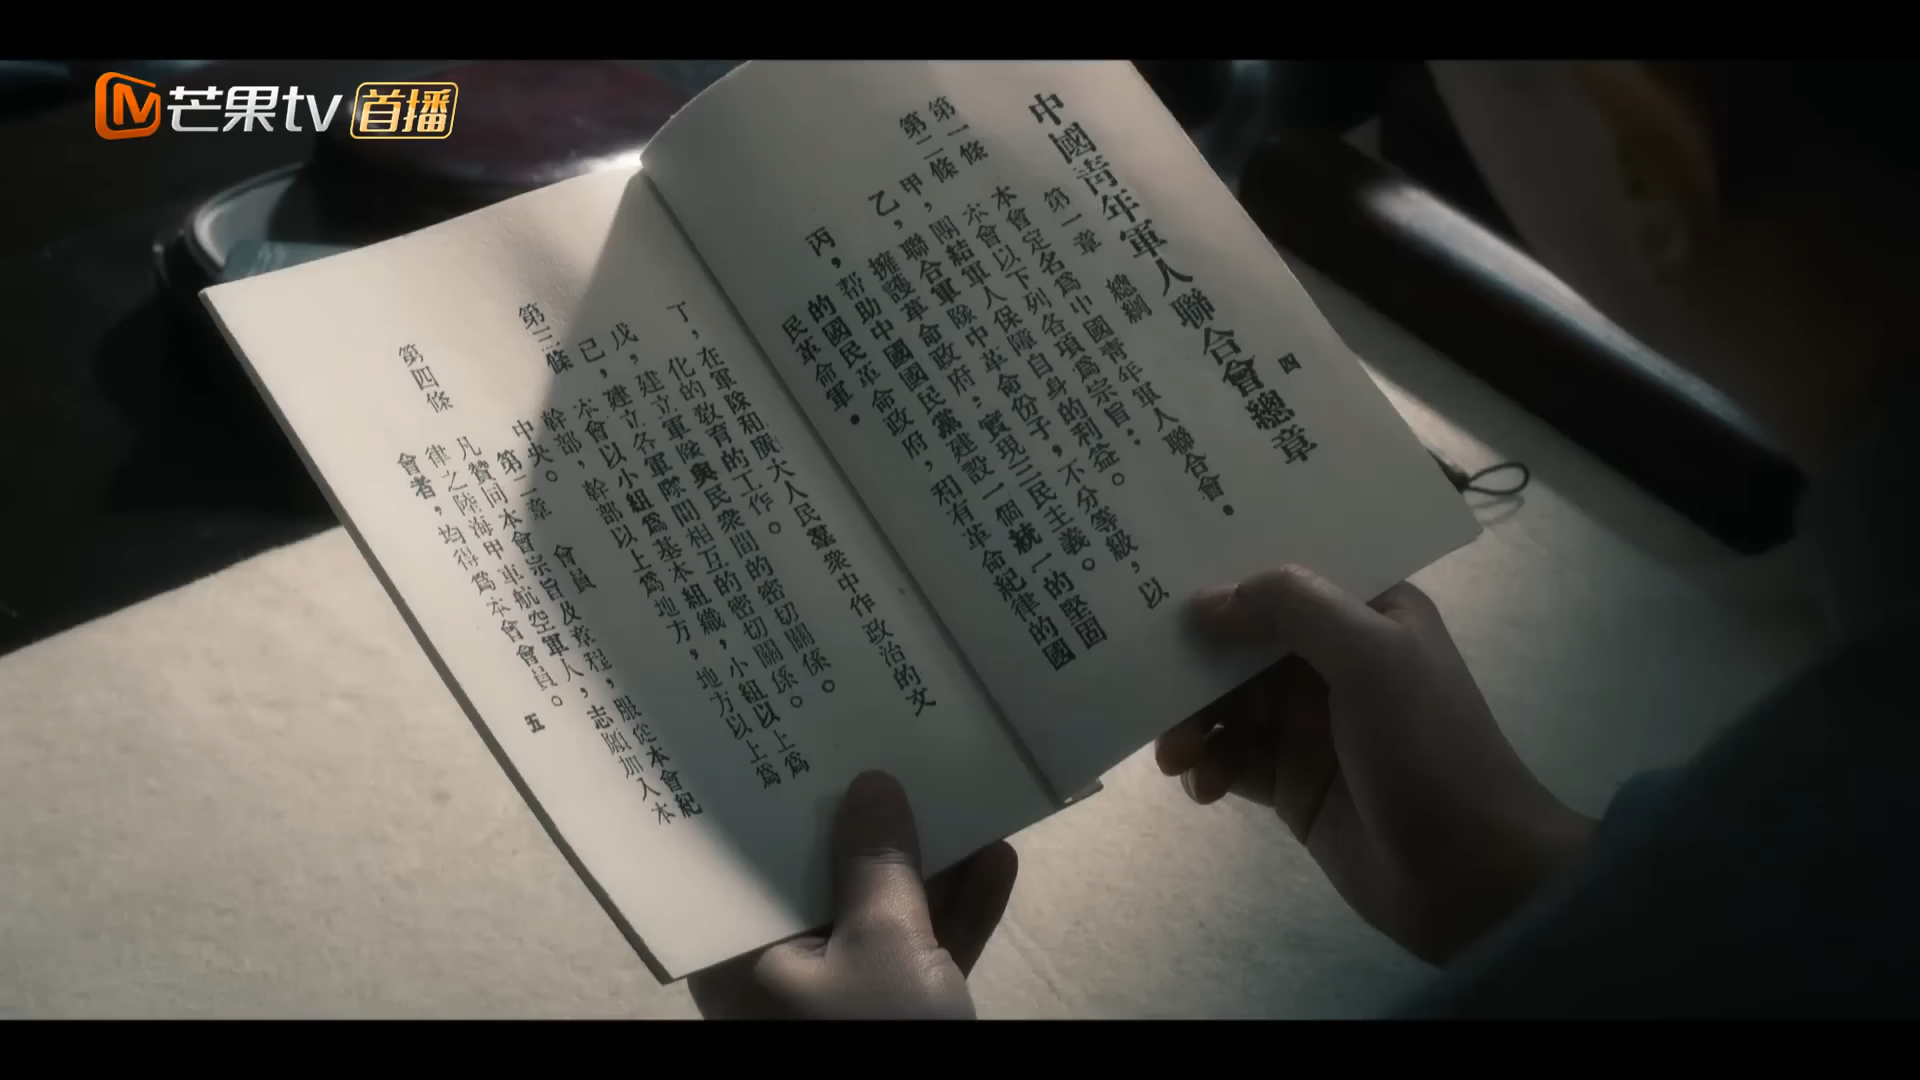 芒果tv 首播
中國青年軍人聯合會總章
四
第一章 總綱
第一條 本會定名爲中國靑年軍人聯合會.
第二條 本會以下列各項爲宗旨:
甲,團結軍人保障自身的利益。不分等級,以
聯合軍隊中革命份子,實現三民主義。
乙,擁護革命政府;建設一個統一的堅固
帮助中國國民黨和有革命紀律的國
的國民革命政府,
丙,民革命軍.
丁,在軍隊和廣大人民羣衆中作政治的文
化的敎育的工作。
戊,建立軍隊與民衆間的密切關係。
建立各軍隊間相互的密切關係。
已,本會以小組爲基本組織,小組以上爲
幹部,幹部以上爲地方,地方以上爲
中央。
第三條
第二章 會員
第四條 凡贊同本會宗旨及章程,服從本會紀
律之陸海甲車航空軍人,志願加入本
會者,均得爲本會會員。
五